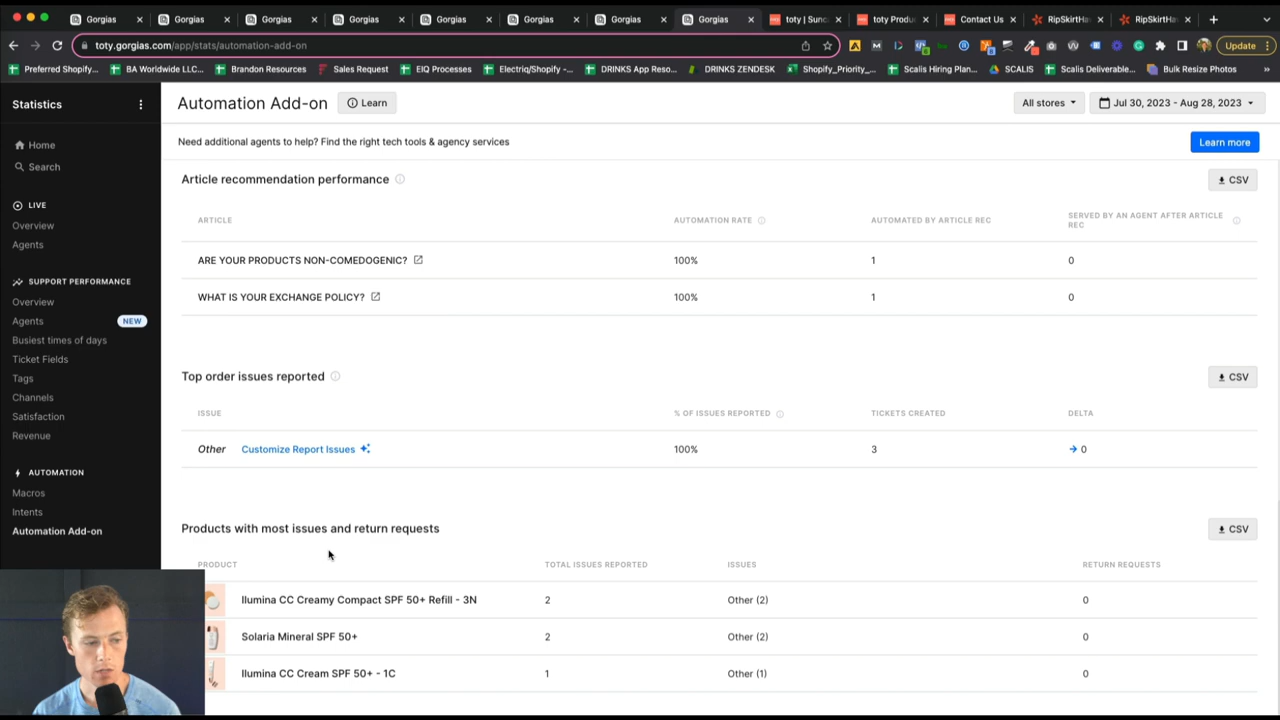 Gorgias
Gorgias
Gorgias
Gorgias
Gorgias
Gorgias
Gorgias
Gorgias
toty | Sun
toty Produ
Contact Us
RipSkirtHa
RipSkirtHa
toty.gorgias.com/app/stats/automation-add-on
Update
Preferred Shopify...
BA Worldwide LLC...
Brandon Resources
Sales Request
EIQ Processes
Electriq/Shopify -...
DRINKS App Reso...
DRINKS ZENDESK
Shopify_Priority_...
Scalis Hiring Plan...
SCALIS
Scalis Deliverable...
Bulk Resize Photos
Statistics
Home
Search
LIVE
Overview
Agents
SUPPORT PERFORMANCE
Overview
Agents NEW
Busiest times of days
Ticket Fields
Tags
Channels
Satisfaction
Revenue
AUTOMATION
Macros
Intents
Automation Add-on
Automation Add-on Learn
All stores Jul 30, 2023 - Aug 28, 2023
Need additional agents to help? Find the right tech tools & agency services
Learn more
Article recommendation performance CSV
ARTICLE AUTOMATION RATE AUTOMATED BY ARTICLE REC SERVED BY AN AGENT AFTER ARTICLE
REC
ARE YOUR PRODUCTS NON-COMEDOGENIC? 100% 1 0
WHAT IS YOUR EXCHANGE POLICY? 100% 1 0
Top order issues reported CSV
ISSUE % OF ISSUES REPORTED TICKETS CREATED DELTA
Other Customize Report Issues 100% 3 0
Products with most issues and return requests CSV
PRODUCT TOTAL ISSUES REPORTED ISSUES RETURN REQUESTS
Ilumina CC Creamy Compact SPF 50+ Refill - 3N 2 Other (2) 0
Solaria Mineral SPF 50+ 2 Other (2) 0
Ilumina CC Cream SPF 50+ - 1C 1 Other (1) 0